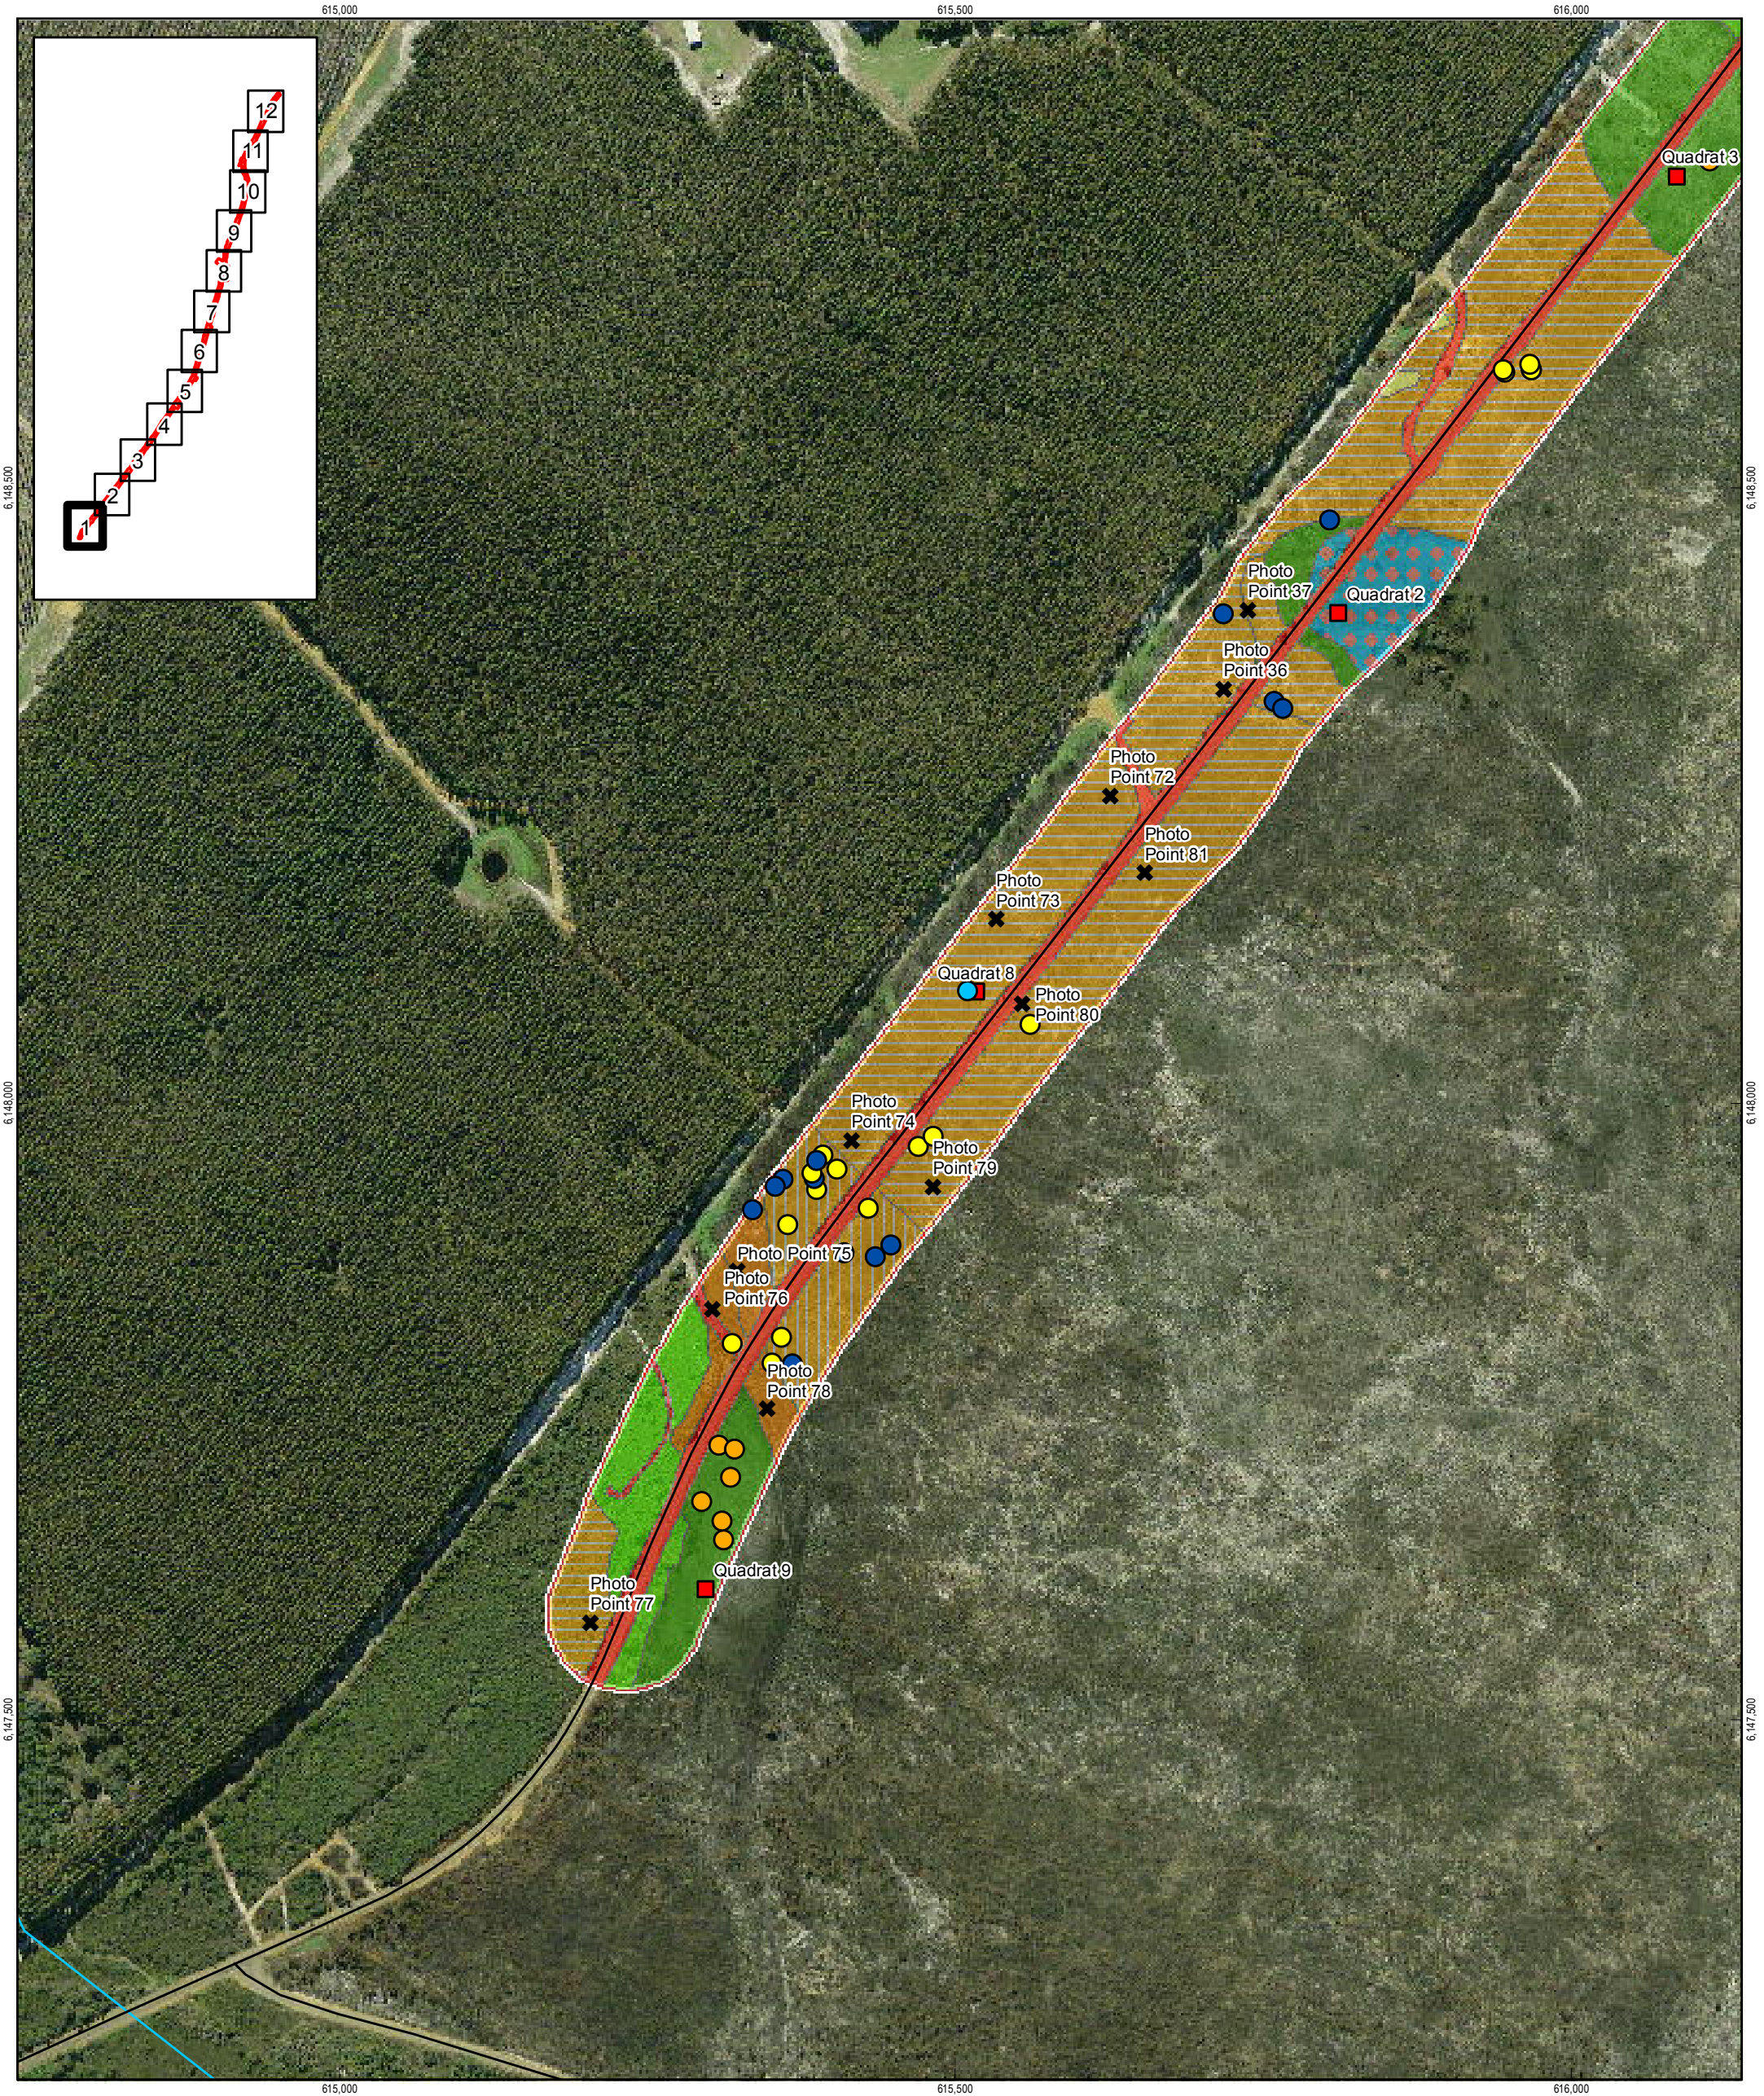 615,000
615,500
616,000
12
11
10
9
8
7
6
5
4
3
2
1
Quadrat 3
6,148,500
6,148,500
Photo
Point 37
Quadrat 2
Photo
Point 36
Photo
Point 72
Photo
Point 81
Photo
Point 73
Quadrat 8
Photo
Point 80
6,148,000
6,148,000
Photo
Point 74
Photo
Point 79
Photo Point 75
Photo
Point 76
Photo
Point 78
Quadrat 9
Photo
Point 77
6,147,500
6,147,500
615,000
615,500
616,000